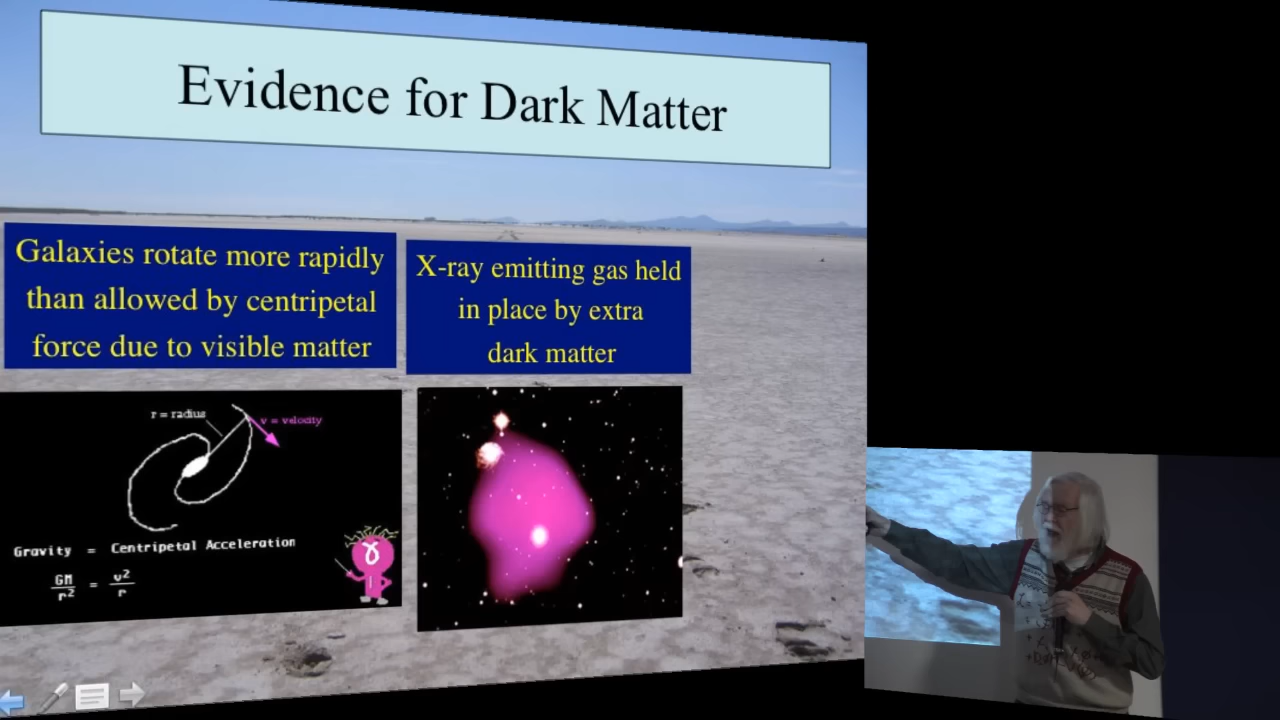 Evidence for Dark Matter
Galaxies rotate more rapidly
than allowed by centripetal
force due to visible matter
X-ray emitting gas held
in place by extra
dark matter
r = radius
v = velocity
γ
Gravity = Centripetal Acceleration
GM/r² = v²/r